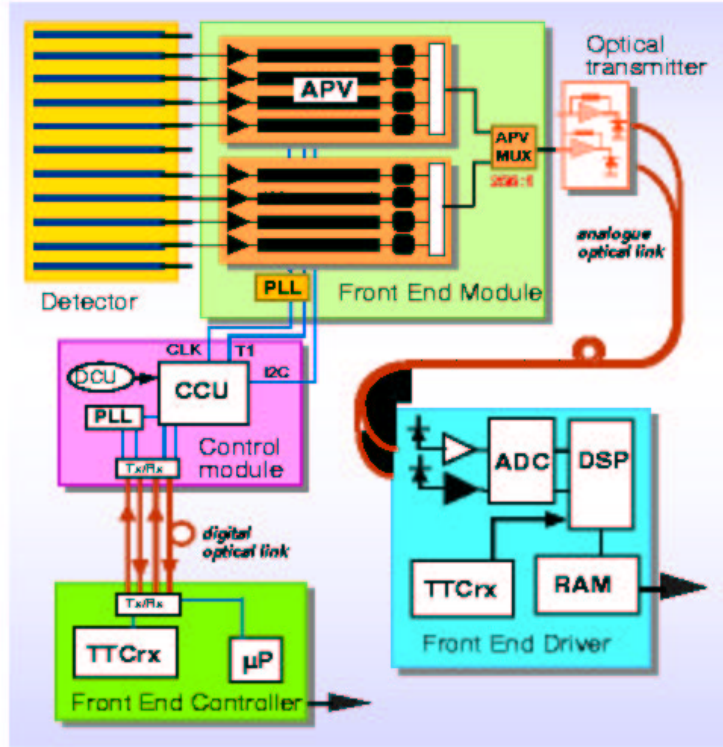 Optical
transmitter
APV
APV
MUX
256:1
analogue
optical link
Detector
PLL
Front End Module
CLK
T1
I2C
DCU
CCU
PLL
Control
module
Tx/Rx
digital
optical link
ADC
DSP
TTCrx
RAM
Front End Driver
Tx/Rx
TTCrx
µP
Front End Controller